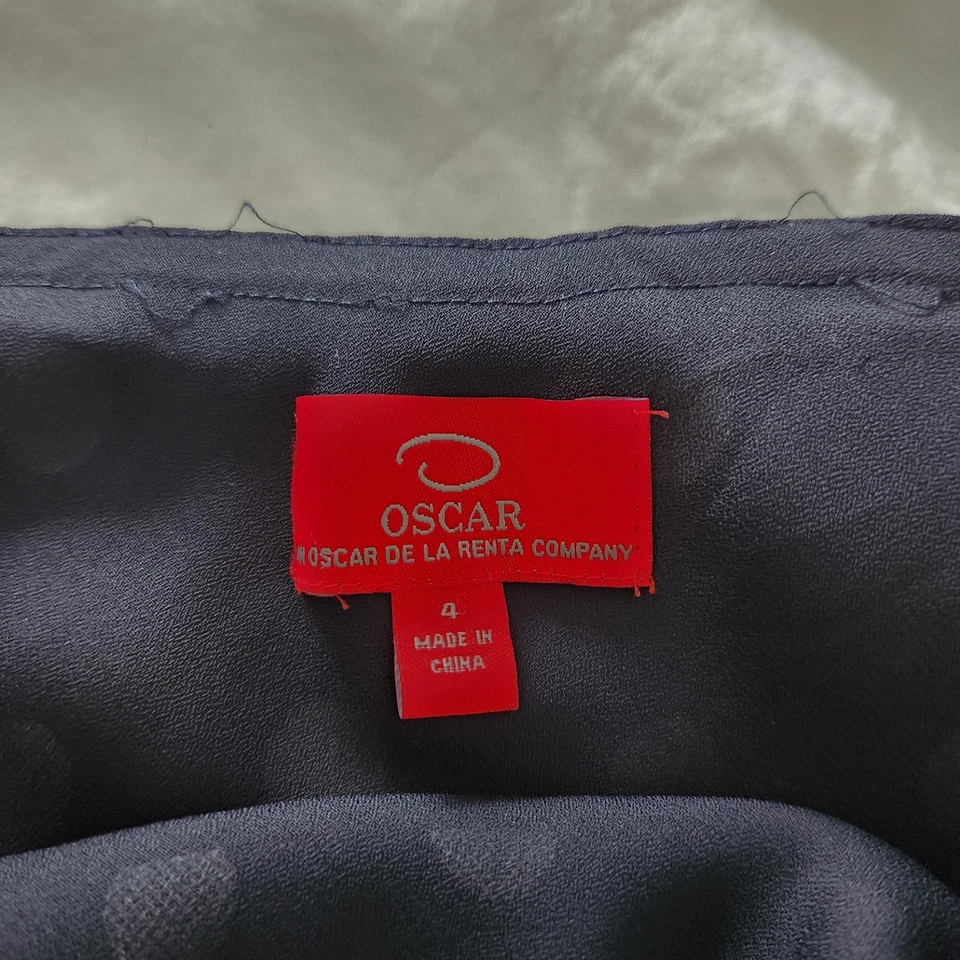 OSCAR
OSCAR DE LA RENTA COMPANY
4
MADE IN
CHINA